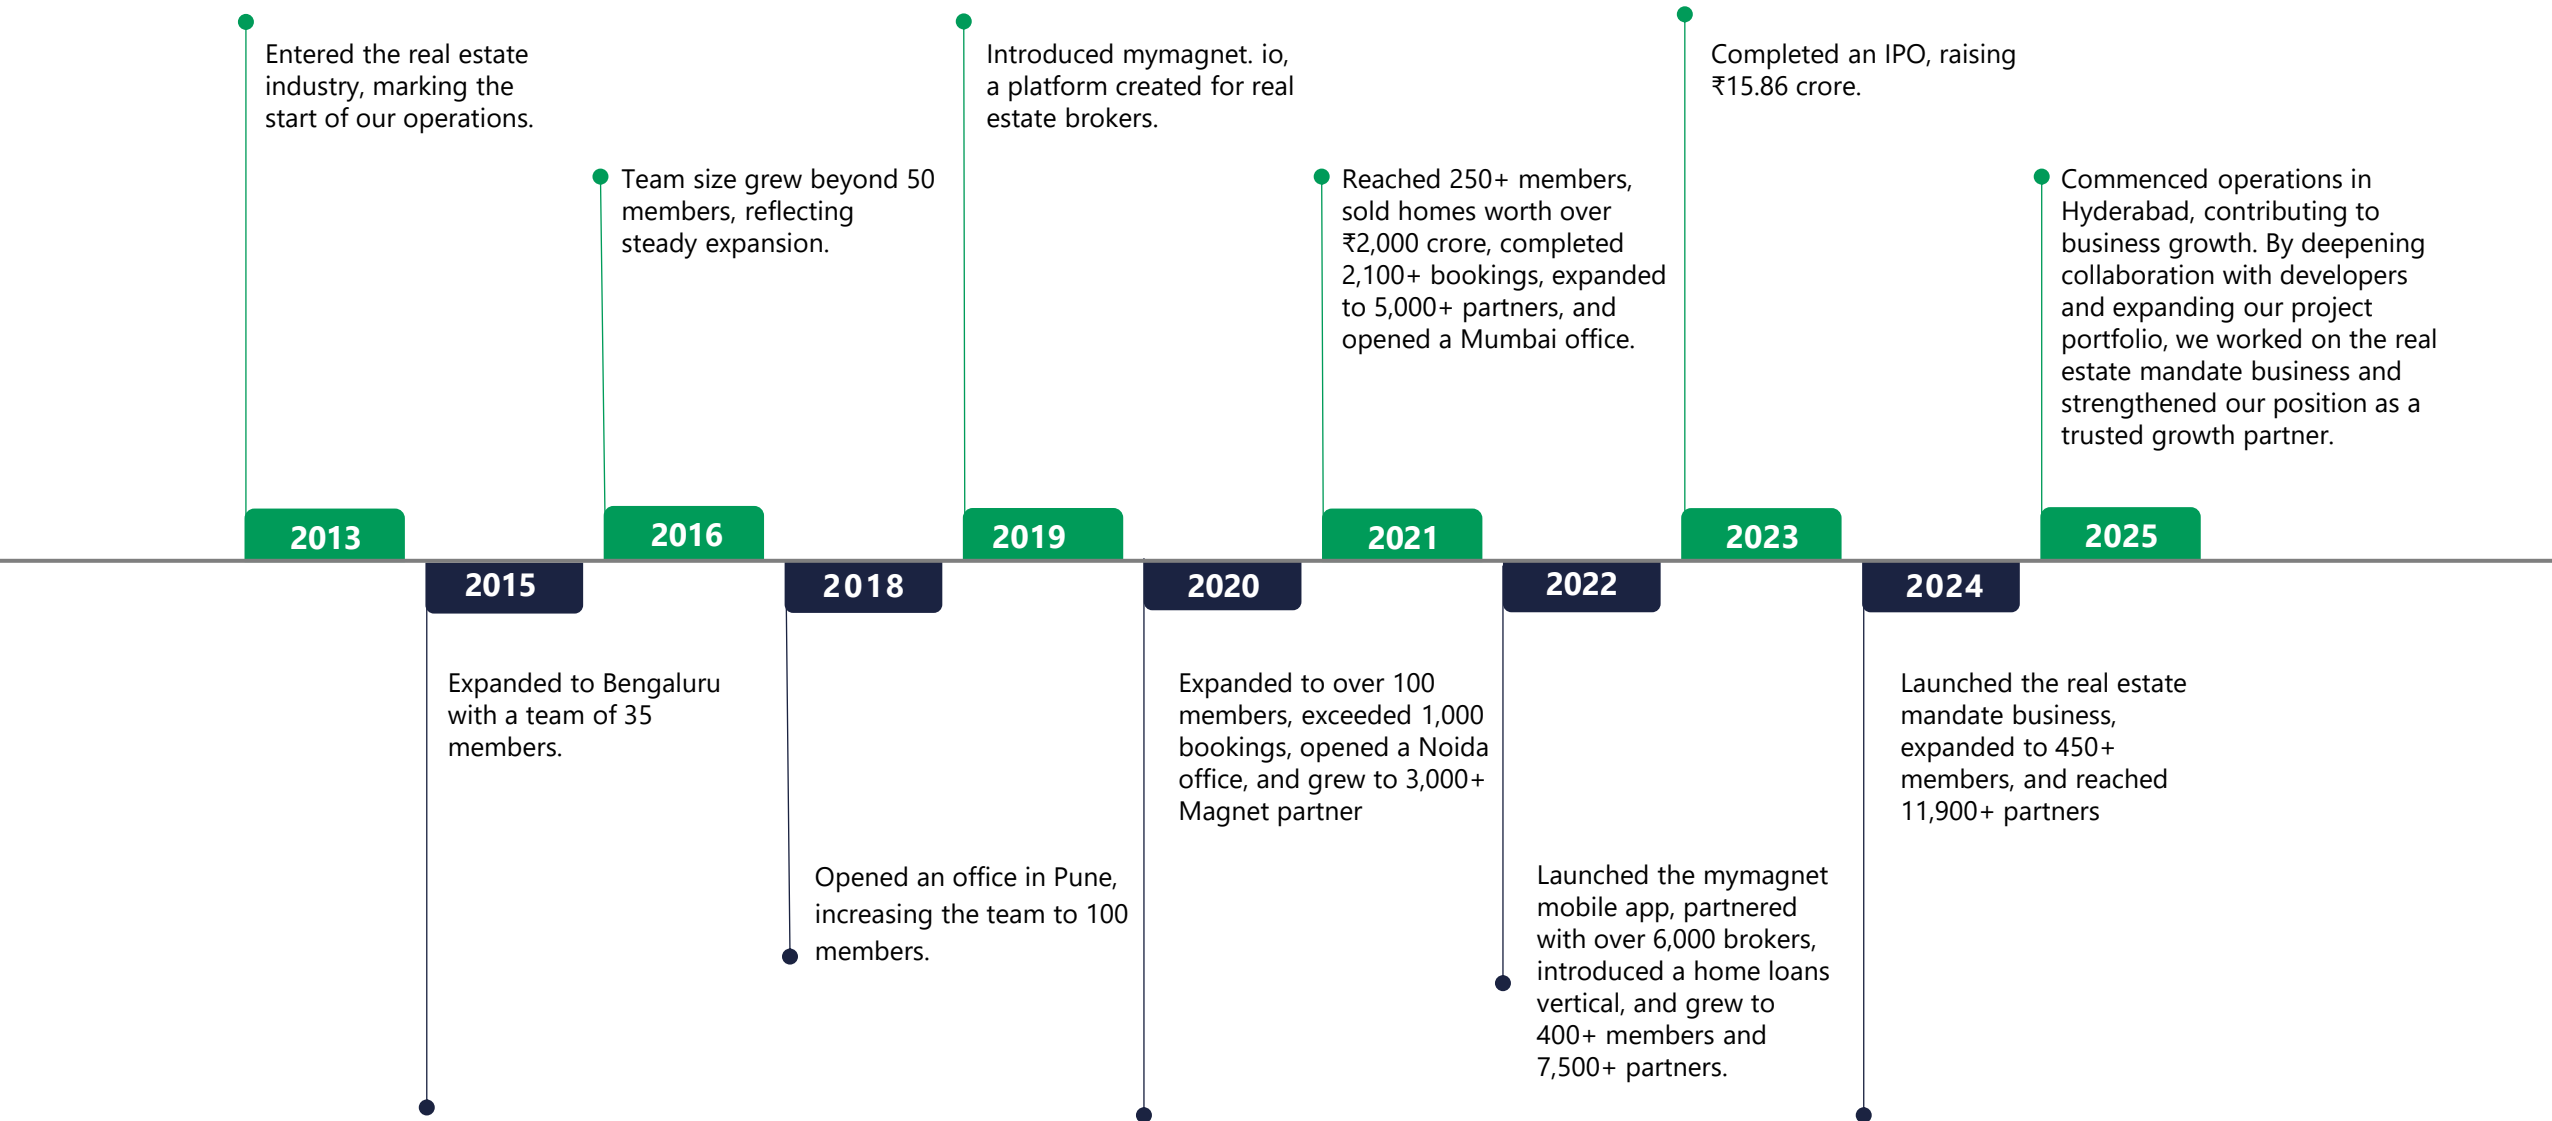 2013
Entered the real estate
industry, marking the
start of our operations.
2015
Expanded to Bengaluru
with a team of 35
members.
2016
Team size grew beyond 50
members, reflecting
steady expansion.
2018
Opened an office in Pune,
increasing the team to 100
members.
2019
Introduced mymagnet. io,
a platform created for real
estate brokers.
2020
Expanded to over 100
members, exceeded 1,000
bookings, opened a Noida
office, and grew to 3,000+
Magnet partner
2021
Reached 250+ members,
sold homes worth over
₹2,000 crore, completed
2,100+ bookings, expanded
to 5,000+ partners, and
opened a Mumbai office.
2022
Launched the mymagnet
mobile app, partnered
with over 6,000 brokers,
introduced a home loans
vertical, and grew to
400+ members and
7,500+ partners.
2023
Completed an IPO, raising
₹15.86 crore.
2024
Launched the real estate
mandate business,
expanded to 450+
members, and reached
11,900+ partners
2025
Commenced operations in
Hyderabad, contributing to
business growth. By deepening
collaboration with developers
and expanding our project
portfolio, we worked on the real
estate mandate business and
strengthened our position as a
trusted growth partner.